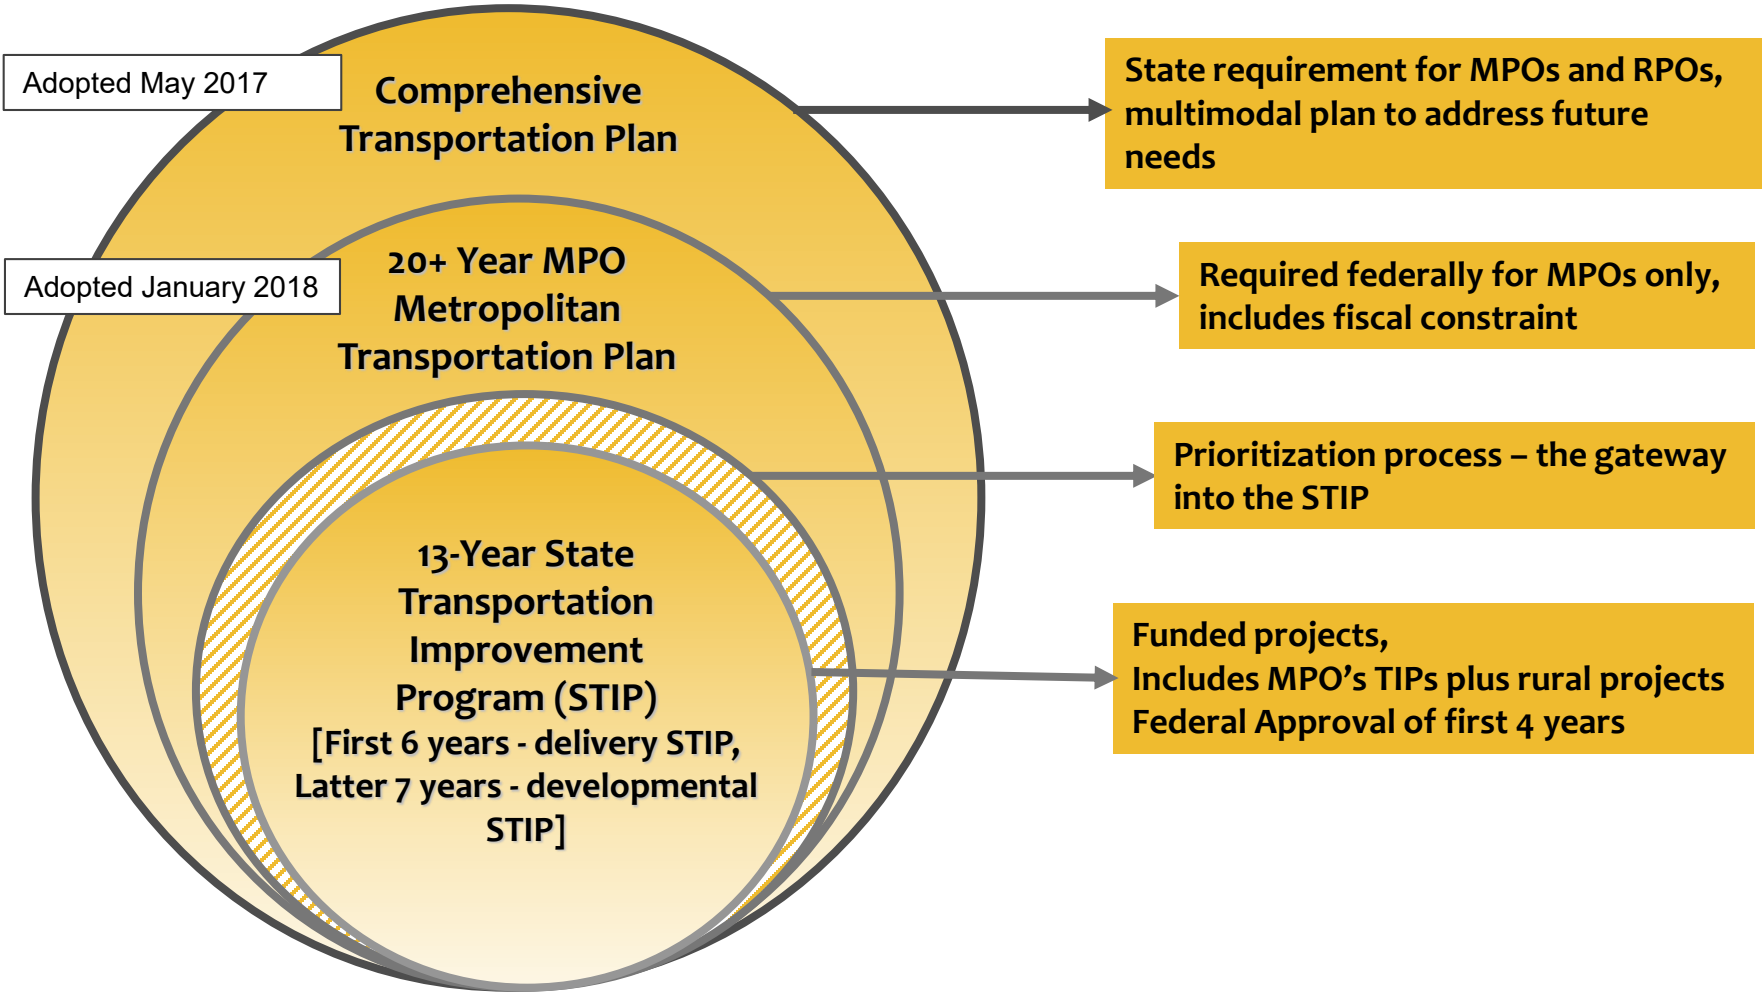 Adopted May 2017
Comprehensive
Transportation Plan
State requirement for MPOs and RPOs,
multimodal plan to address future
needs
Adopted January 2018
20+ Year MPO
Metropolitan
Transportation Plan
Required federally for MPOs only,
includes fiscal constraint
Prioritization process – the gateway
into the STIP
13-Year State
Transportation
Improvement
Program (STIP)
[First 6 years - delivery STIP,
Latter 7 years - developmental
STIP]
Funded projects,
Includes MPO’s TIPs plus rural projects
Federal Approval of first 4 years